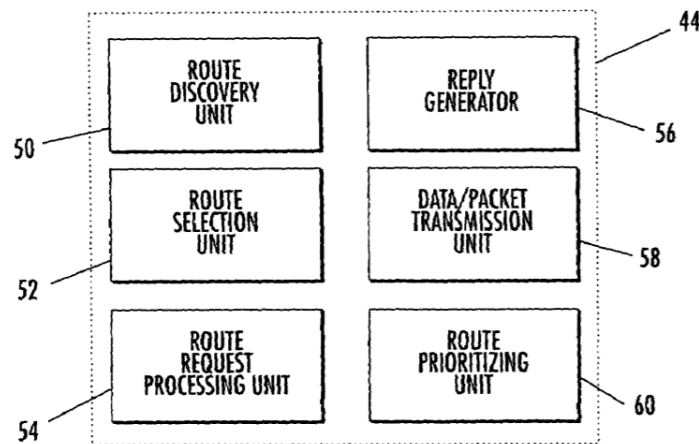 44
ROUTE
DISCOVERY
UNIT
50
REPLY
GENERATOR
56
ROUTE
SELECTION
UNIT
52
DATA/PACKET
TRANSMISSION
UNIT
58
ROUTE
REQUEST
PROCESSING UNIT
54
ROUTE
PRIORITIZING
UNIT
60